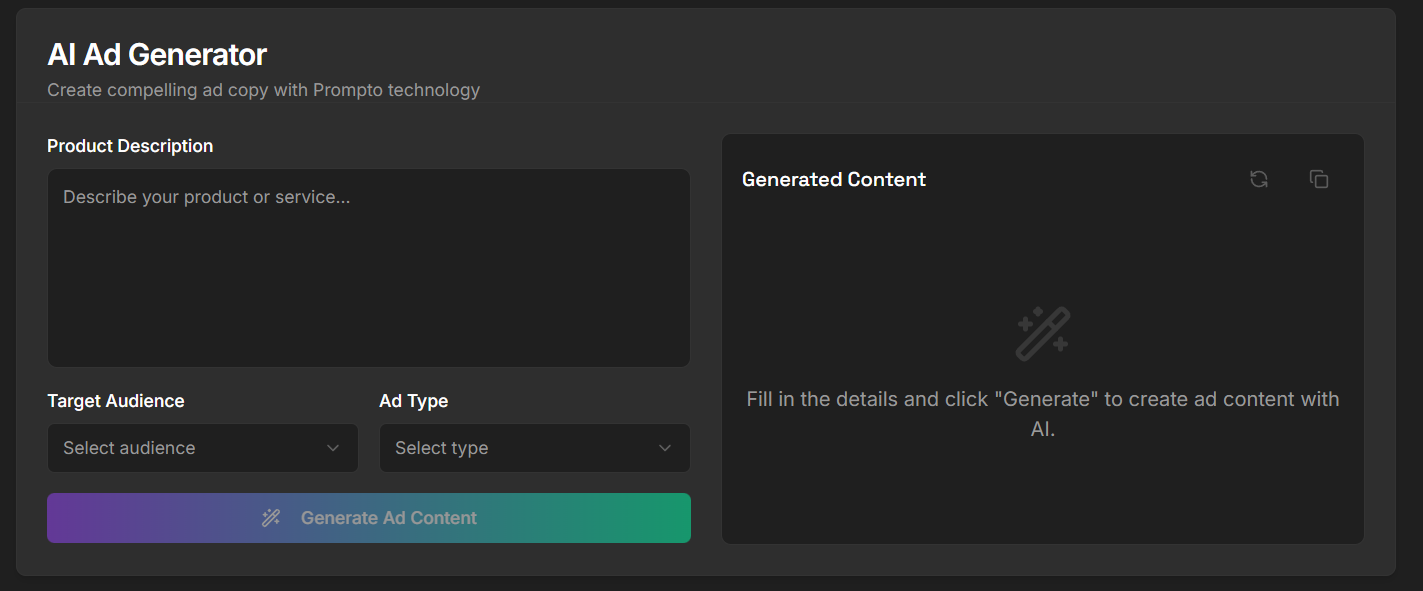 AI Ad Generator
Create compelling ad copy with Prompto technology
Product Description
Describe your product or service...
Target Audience
Ad Type
Select audience
Select type
Generate Ad Content
Generated Content
Fill in the details and click "Generate" to create ad content with
AI.